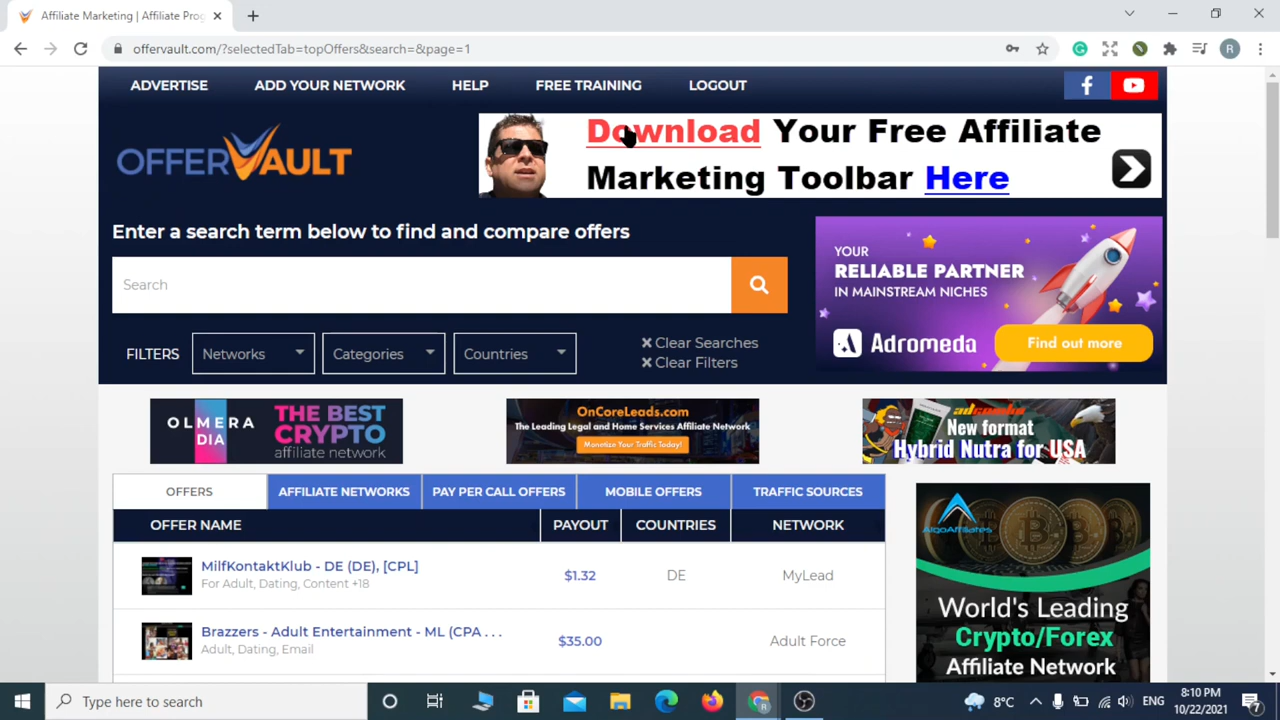 Affiliate Marketing | Affiliate Prog
offervault.com/?selectedTab=topOffers&search=&page=1
R
ADVERTISE
ADD YOUR NETWORK
HELP
FREE TRAINING
LOGOUT
OFFERVAULT
Download Your Free Affiliate
Marketing Toolbar Here
Enter a search term below to find and compare offers
Search
FILTERS
Networks
Categories
Countries
Clear Searches
Clear Filters
YOUR
RELIABLE PARTNER
IN MAINSTREAM NICHES
Adromeda
Find out more
OLMERA
DIA
THE BEST
CRYPTO
affiliate network
OnCoreLeads.com
The Leading Legal and Home Services Affiliate Network
Monetize Your Traffic Today!
adcombo
New format
Hybrid Nutra for USA
OFFERS
AFFILIATE NETWORKS
PAY PER CALL OFFERS
MOBILE OFFERS
TRAFFIC SOURCES
OFFER NAME
PAYOUT
COUNTRIES
NETWORK
MilfKontaktKlub - DE (DE), [CPL]
For Adult, Dating, Content +18
$1.32
DE
MyLead
Brazzers - Adult Entertainment - ML (CPA . . .
Adult, Dating, Email
$35.00
Adult Force
AlgoAffiliates
World's Leading
Crypto/Forex
Affiliate Network
Type here to search
8°C
ENG
8:10 PM
10/22/2021
7